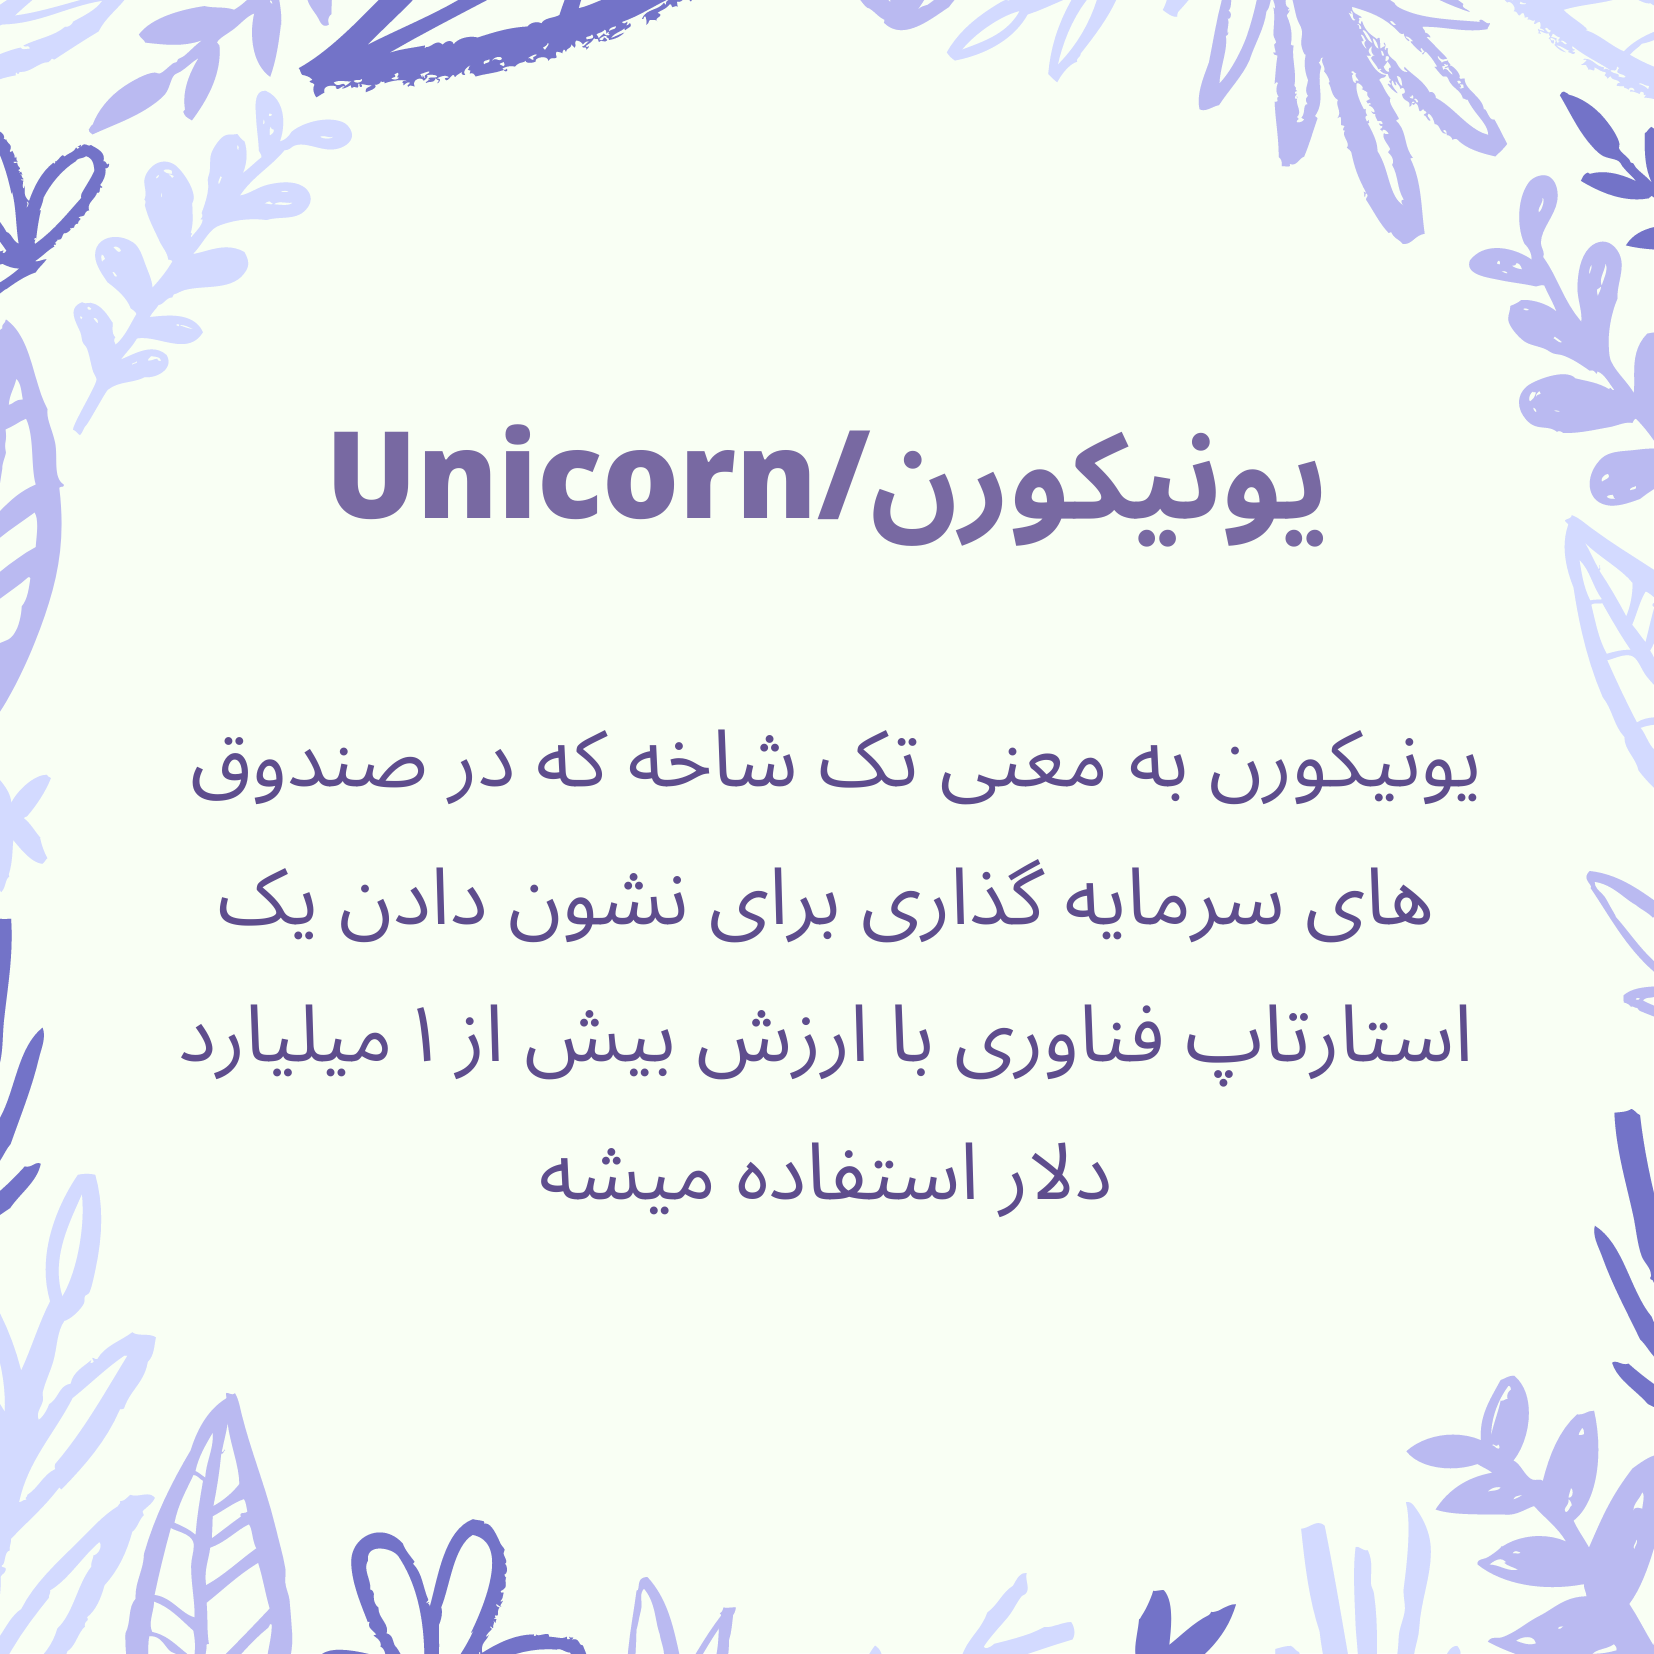 یونیکورن/Unicorn
یونیکورن به معنی تک شاخه که در صندوق
های سرمایه گذاری برای نشون دادن یک
استارتاپ فناوری با ارزش بیش از ۱ میلیارد
دلار استفاده میشه